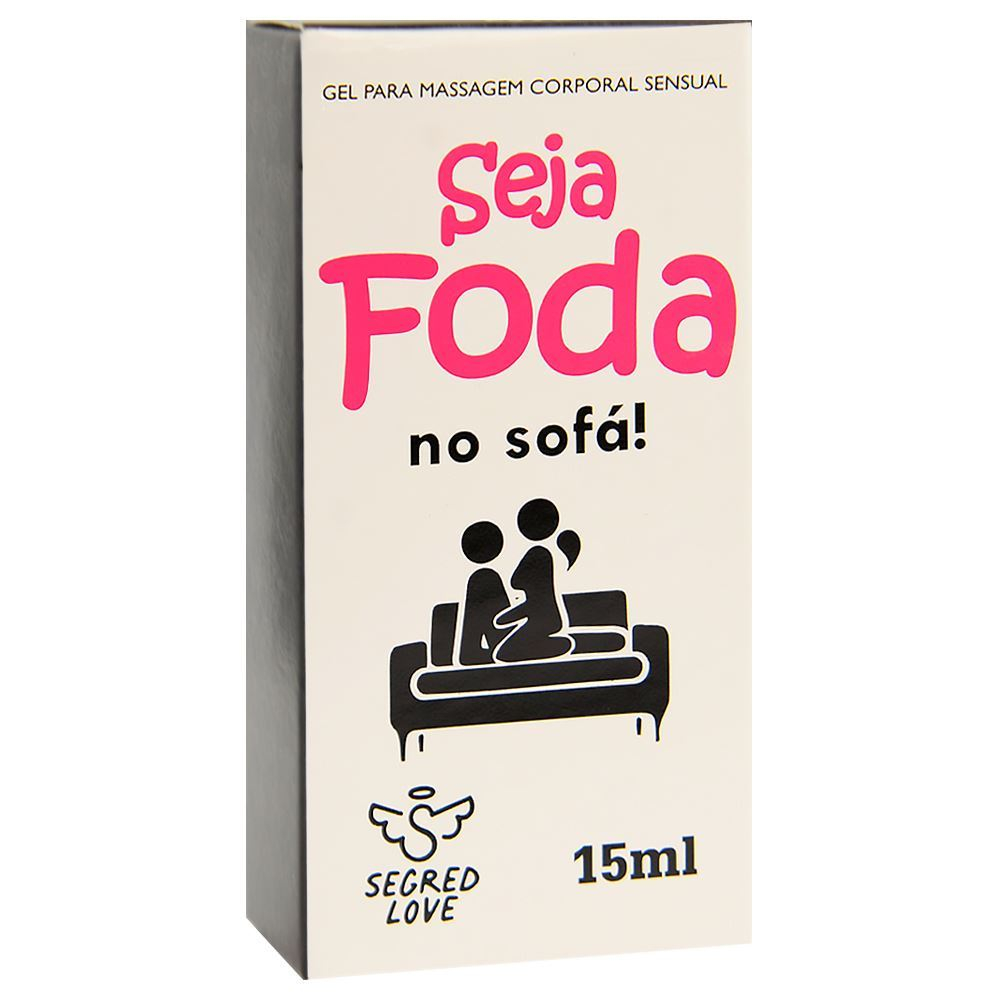 GEL PARA MASSAGEM CORPORAL SENSUAL
Seja
Foda
no sofá!
SEGRED
LOVE
15ml